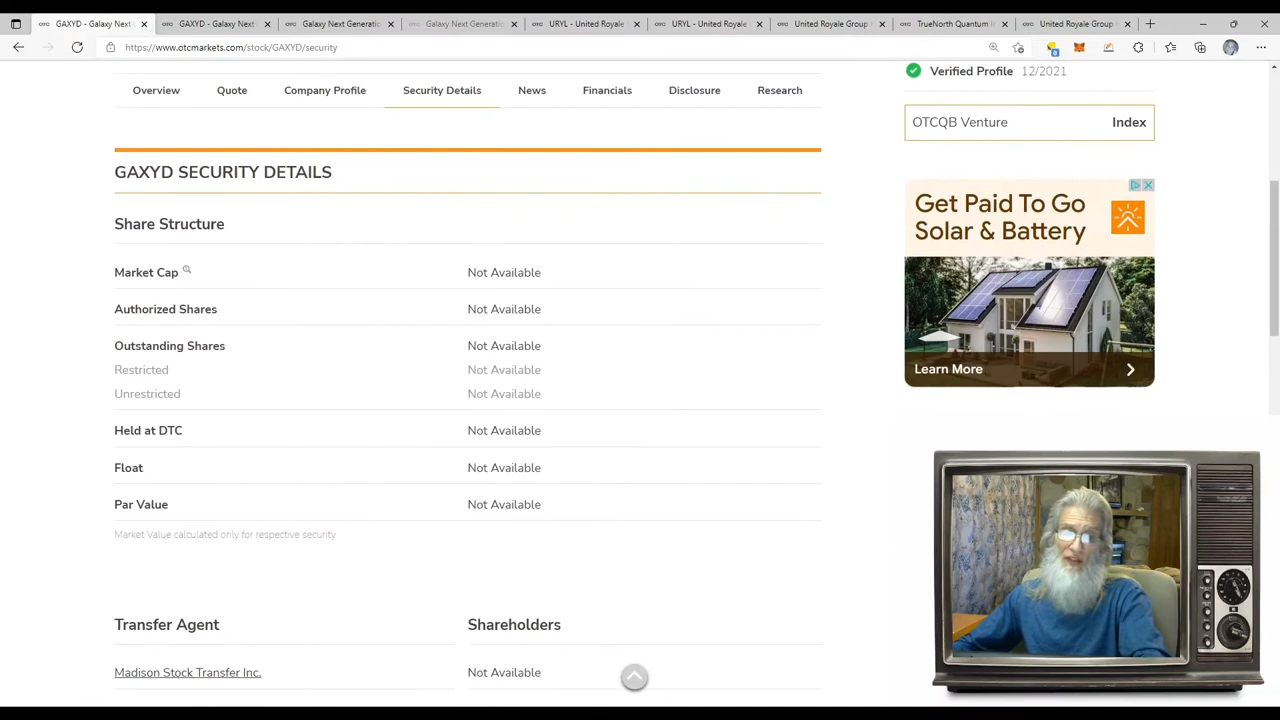 GAXYD - Galaxy Next
GAXYD - Galaxy Next
Galaxy Next Generatio
Galaxy Next Generation
URYL - United Royale
URYL - United Royale
United Royale Group
TrueNorth Quantum I
United Royale Group
https://www.otcmarkets.com/stock/GAXYD/security
Overview
Quote
Company Profile
Security Details
News
Financials
Disclosure
Research
Verified Profile 12/2021
OTCQB Venture Index
GAXYD SECURITY DETAILS
Share Structure
Market Cap Not Available
Authorized Shares Not Available
Outstanding Shares Not Available
Restricted Not Available
Unrestricted Not Available
Held at DTC Not Available
Float Not Available
Par Value Not Available
Market Value calculated only for respective security
Transfer Agent
Madison Stock Transfer Inc.
Shareholders
Not Available
Get Paid To Go
Solar & Battery
Learn More